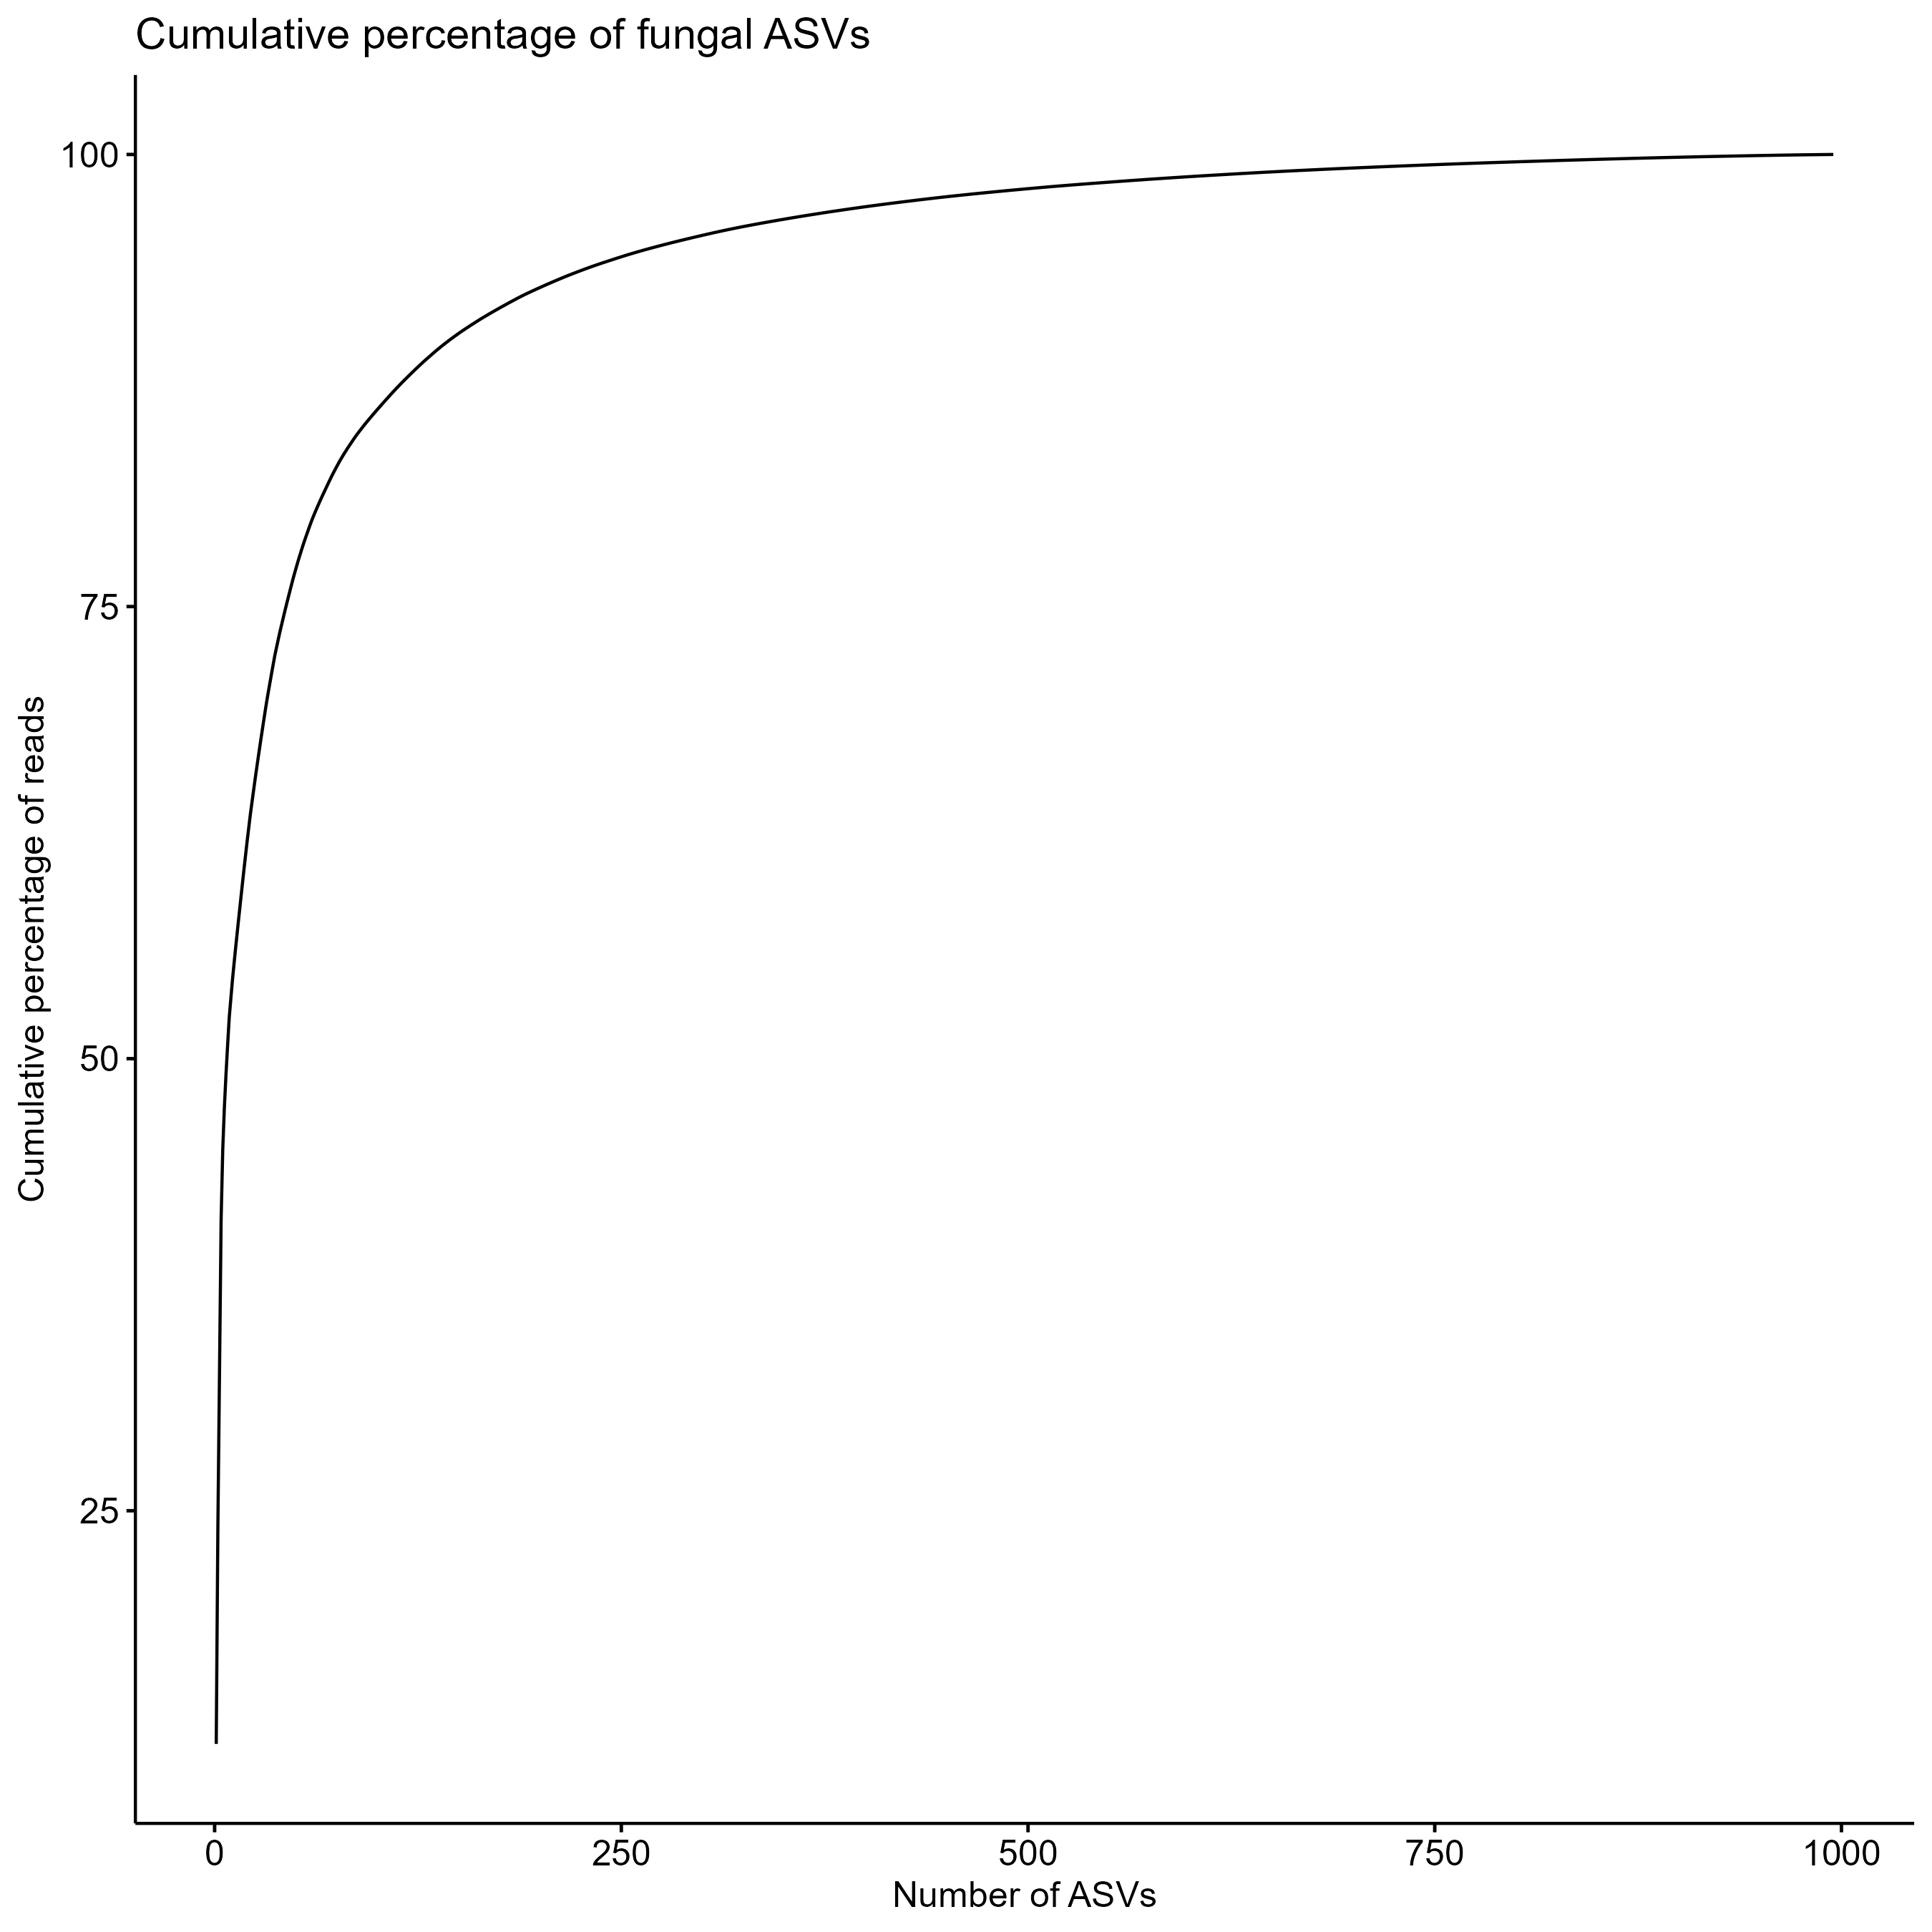 Cumulative percentage of fungal ASVs
Cumulative percentage of reads
100
75
50
25
0 250 500 750 1000
Number of ASVs